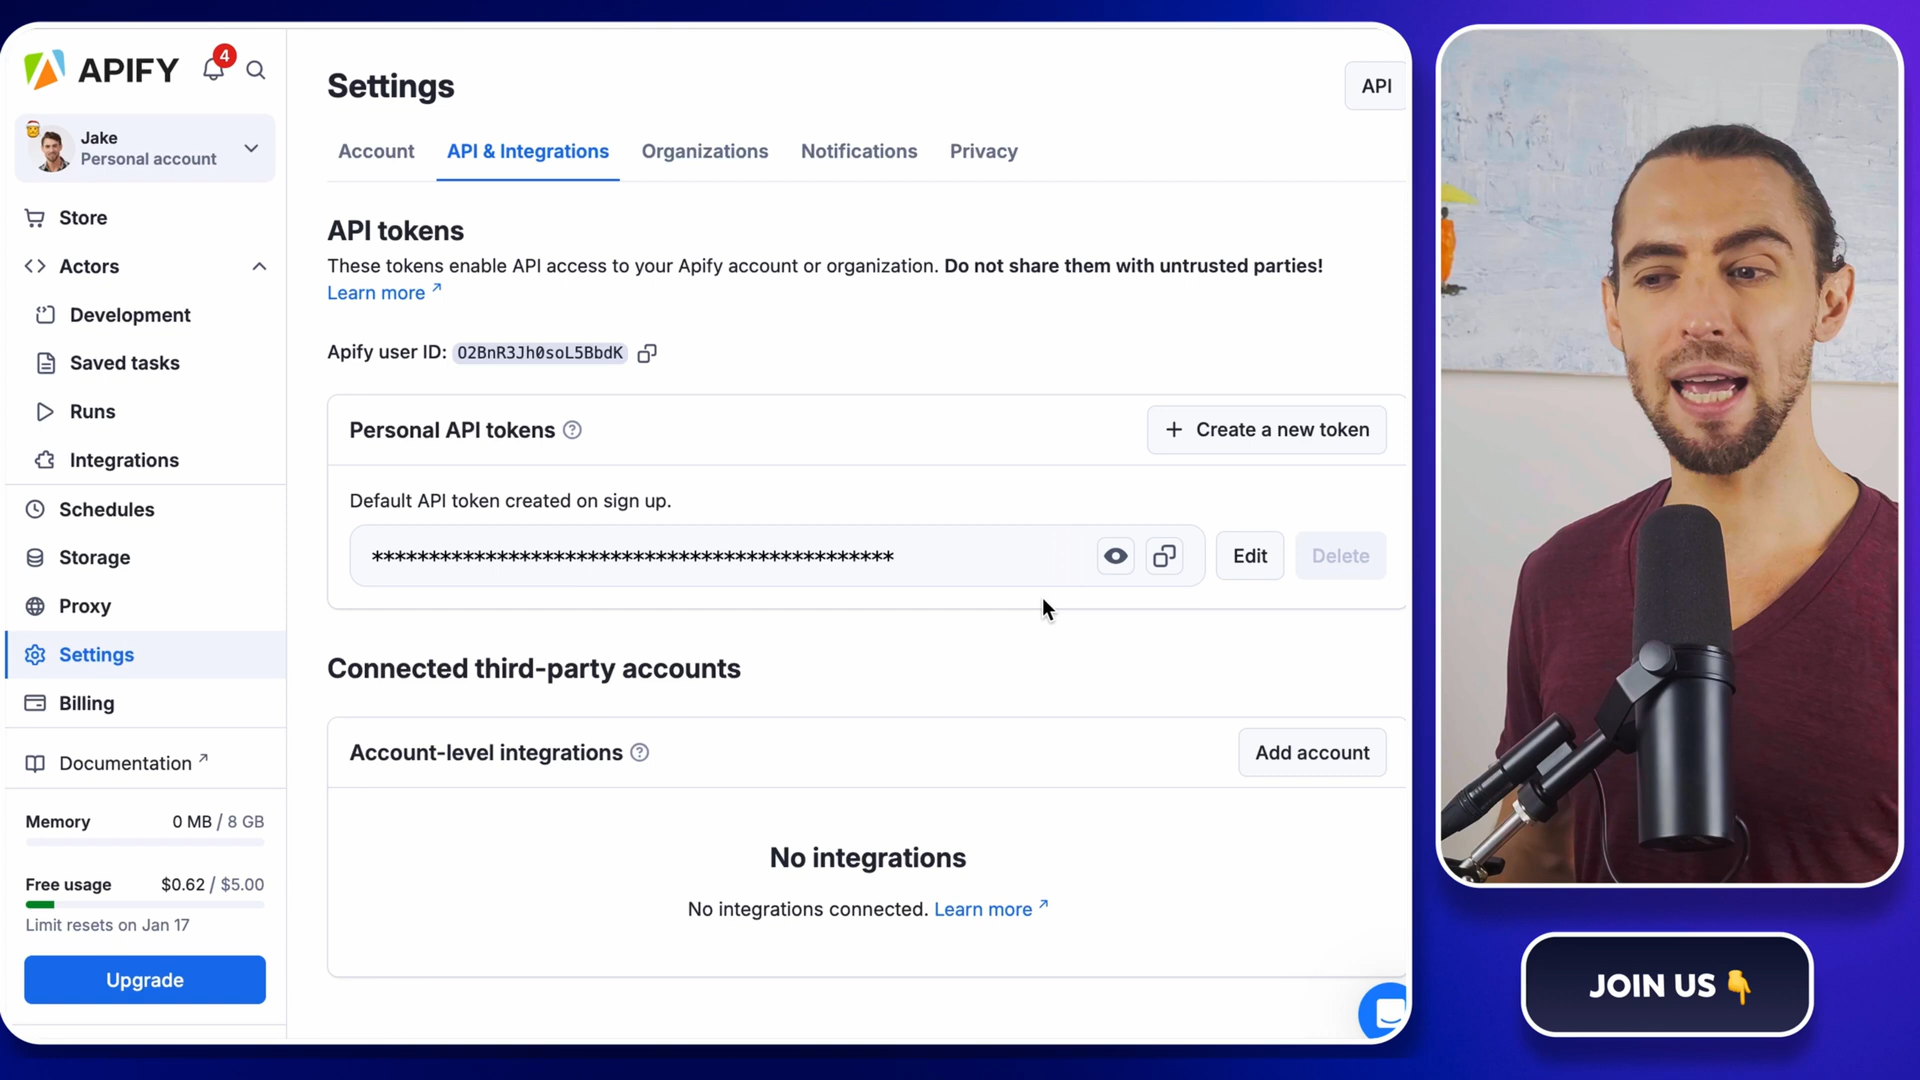 APIFY
4
Jake
Personal account
Store
Actors
Development
Saved tasks
Runs
Integrations
Schedules
Storage
Proxy
Settings
Billing
Documentation ↗
Memory 0 MB / 8 GB
Free usage $0.62 / $5.00
Limit resets on Jan 17
Upgrade
Settings
API
Account API & Integrations Organizations Notifications Privacy
API tokens
These tokens enable API access to your Apify account or organization. Do not share them with untrusted parties!
Learn more ↗
Apify user ID: O2BnR3Jh0soL5BbdK
Personal API tokens ?
+ Create a new token
Default API token created on sign up.
**********************************************
Edit
Delete
Connected third-party accounts
Account-level integrations ?
Add account
No integrations
No integrations connected. Learn more ↗
JOIN US 👇